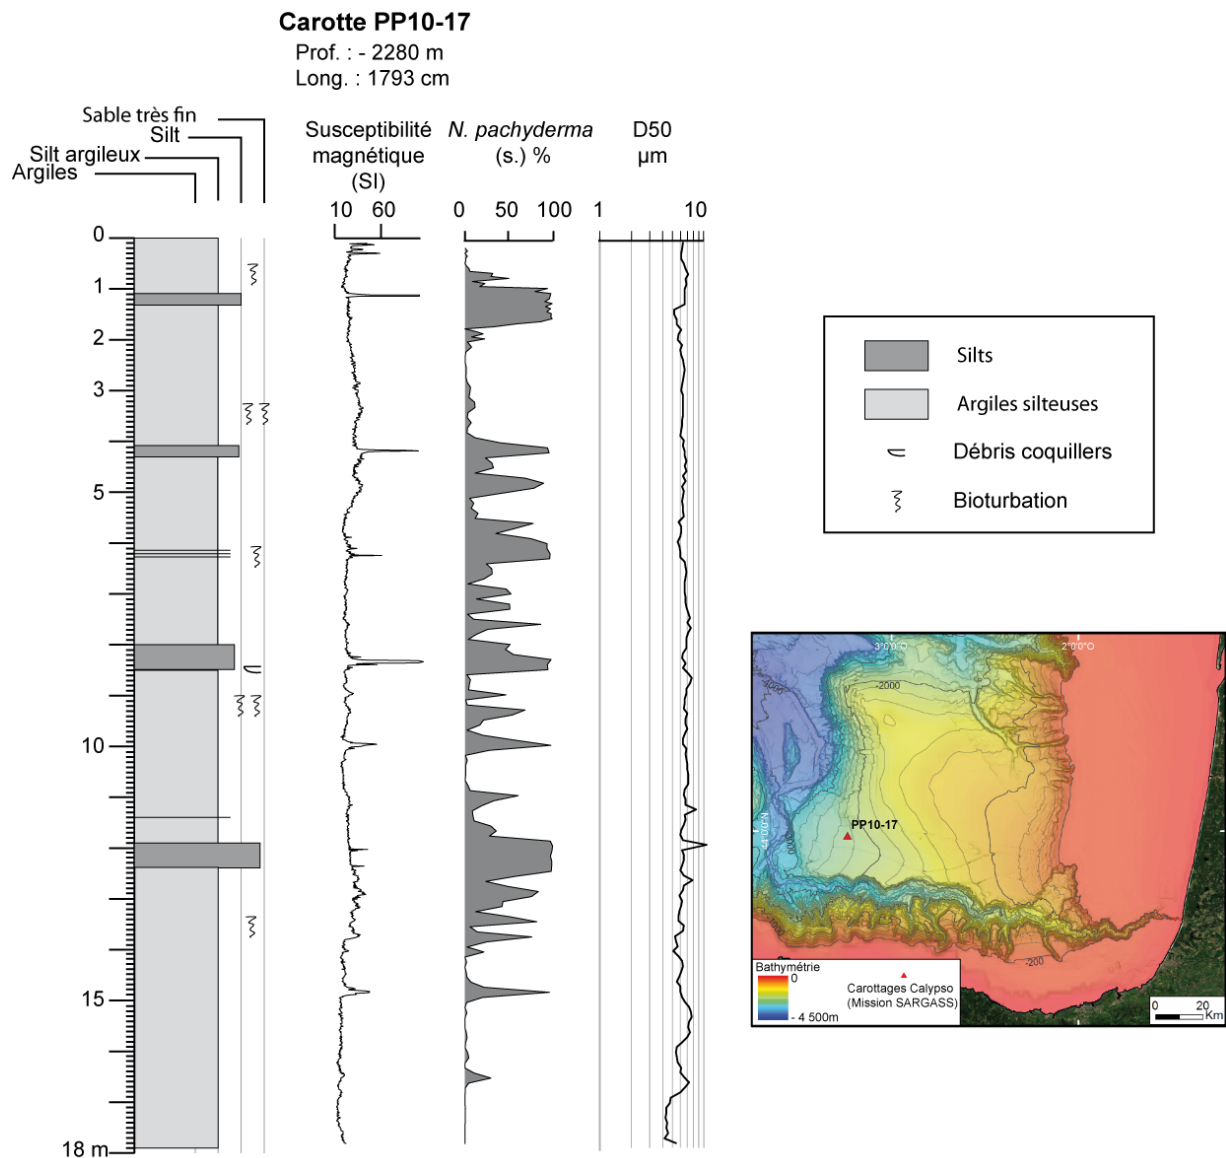 Carotte PP10-17
Prof. : - 2280 m
Long. : 1793 cm
Sable très fin
Silt
Silt argileux
Argiles
Susceptibilité
magnétique
(SI)
10 60
N. pachyderma
(s.) %
0 50 100
D50
µm
1 10
0
1
2
3
5
10
15
18 m
Silts
Argiles silteuses
Débris coquillers
Bioturbation
3°0'0"O
2°0'0"O
-2000
44°0'0"N
PP10-17
-200
Bathymétrie
0
- 4 500m
Carottages Calypso
(Mission SARGASS)
0 20
Km